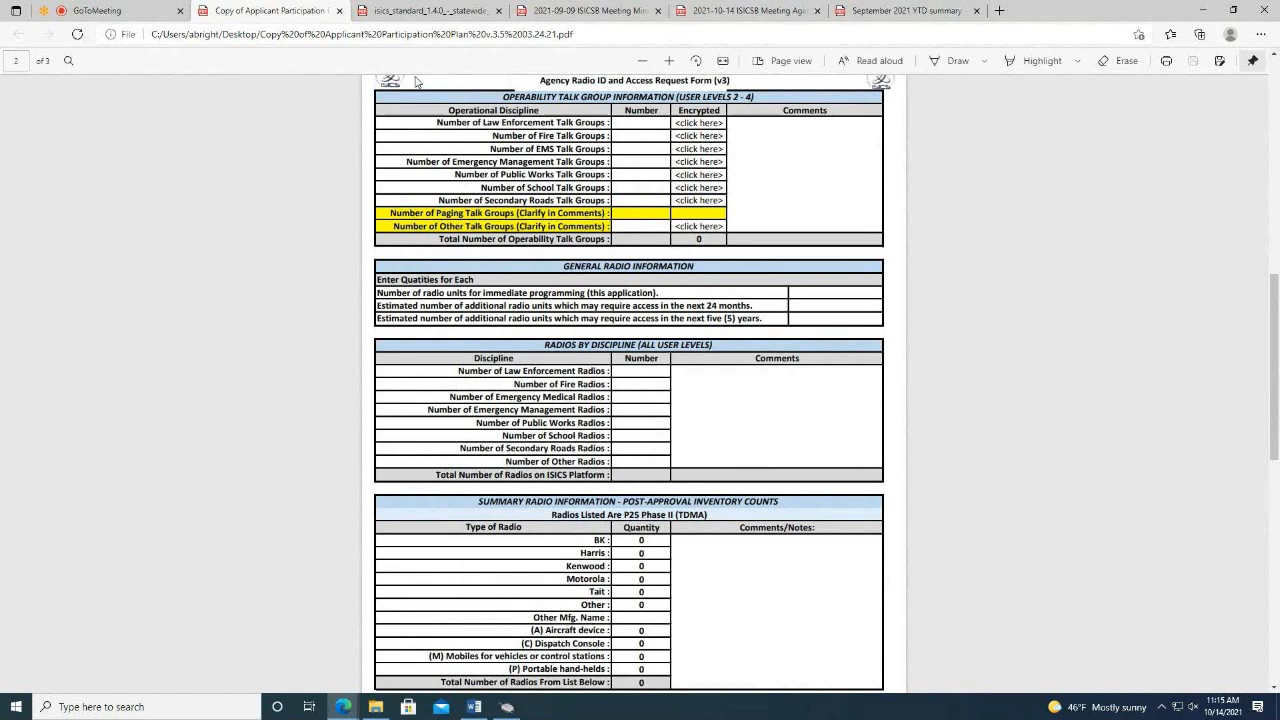 GoToMeeting
Copy of Applicant Participation
isics_standard_1.4.0_-statewide_
2021-09-09 ISICSB Meeting Min
2021-10-14 ISICSB Meeting Age
September 2021 YTD summary
File
C:/Users/abright/Desktop/Copy%20of%20Applicant%20Participation%20Plan%20v.3.5%2003.24.21.pdf
2 of 3
Page view
Read aloud
Draw
Highlight
Erase
Agency Radio ID and Access Request Form (v3)
OPERABILITY TALK GROUP INFORMATION (USER LEVELS 2 - 4)
Operational Discipline Number Encrypted Comments
Number of Law Enforcement Talk Groups : <click here>
Number of Fire Talk Groups : <click here>
Number of EMS Talk Groups : <click here>
Number of Emergency Management Talk Groups : <click here>
Number of Public Works Talk Groups : <click here>
Number of School Talk Groups : <click here>
Number of Secondary Roads Talk Groups : <click here>
Number of Paging Talk Groups (Clarify in Comments) :
Number of Other Talk Groups (Clarify in Comments) : <click here>
Total Number of Operability Talk Groups : 0
GENERAL RADIO INFORMATION
Enter Quatities for Each
Number of radio units for immediate programming (this application).
Estimated number of additional radio units which may require access in the next 24 months.
Estimated number of additional radio units which may require access in the next five (5) years.
RADIOS BY DISCIPLINE (ALL USER LEVELS)
Discipline Number Comments
Number of Law Enforcement Radios :
Number of Fire Radios :
Number of Emergency Medical Radios :
Number of Emergency Management Radios :
Number of Public Works Radios :
Number of School Radios :
Number of Secondary Roads Radios :
Number of Other Radios :
Total Number of Radios on ISICS Platform :
SUMMARY RADIO INFORMATION - POST-APPROVAL INVENTORY COUNTS
Radios Listed Are P25 Phase II (TDMA)
Type of Radio Quantity Comments/Notes:
BK : 0
Harris : 0
Kenwood : 0
Motorola : 0
Tait : 0
Other : 0
Other Mfg. Name :
(A) Aircraft device : 0
(C) Dispatch Console : 0
(M) Mobiles for vehicles or control stations : 0
(P) Portable hand-helds : 0
Total Number of Radios From List Below : 0
Type here to search
46°F Mostly sunny
11:15 AM
10/14/2021